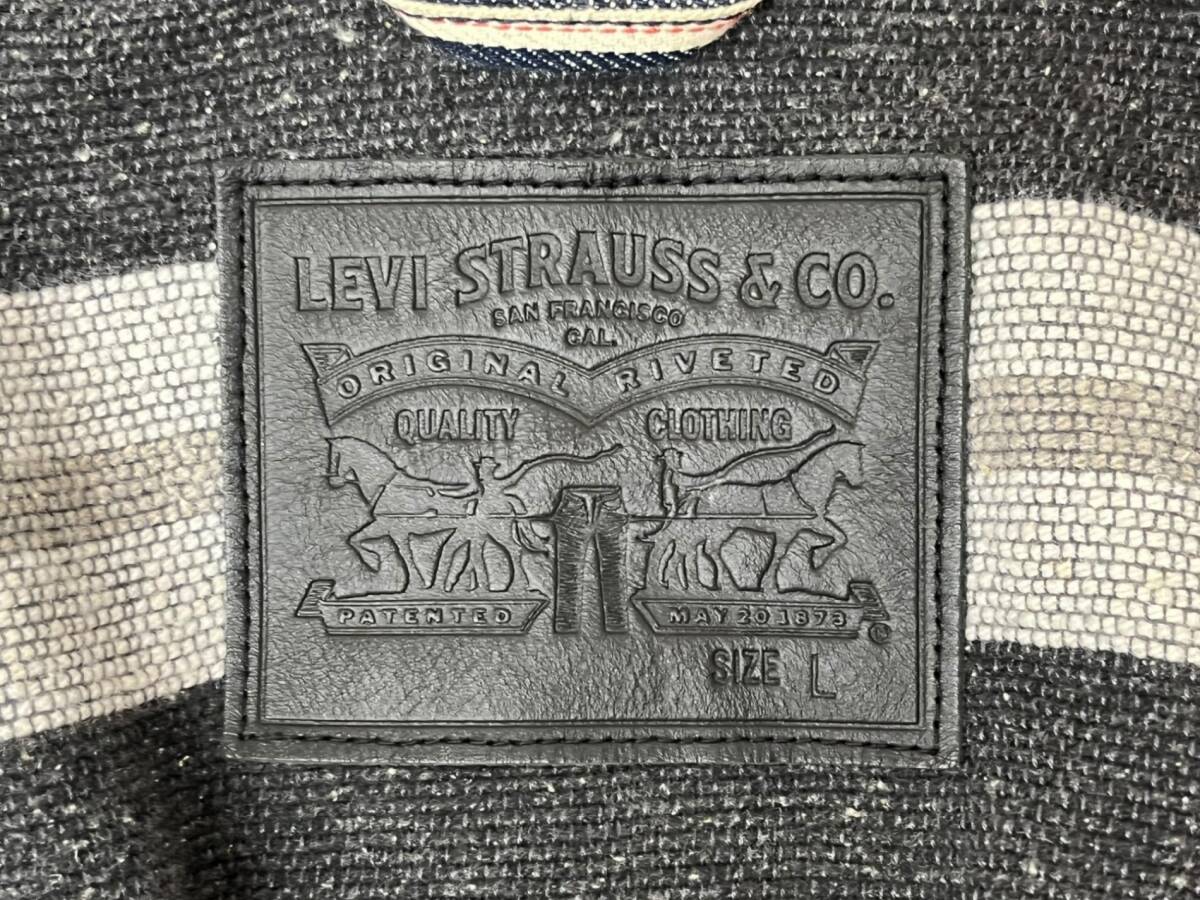 LEVI STRAUSS & CO.
SAN FRANCISCO
CAL.
ORIGINAL RIVETED
QUALITY CLOTHING
PATENTED MAY 20 1873
®
SIZE L